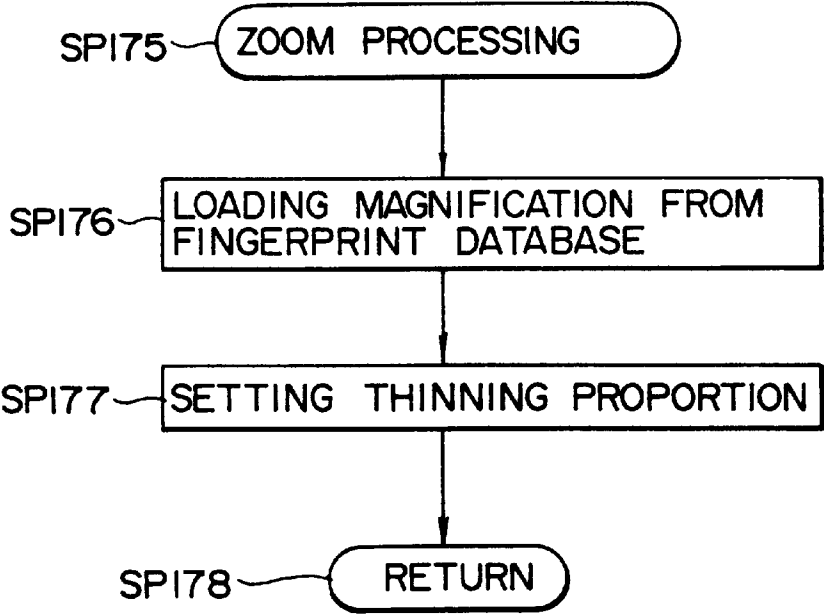 SP175
ZOOM PROCESSING
SP176
LOADING MAGNIFICATION FROM
FINGERPRINT DATABASE
SP177
SETTING THINNING PROPORTION
SP178
RETURN